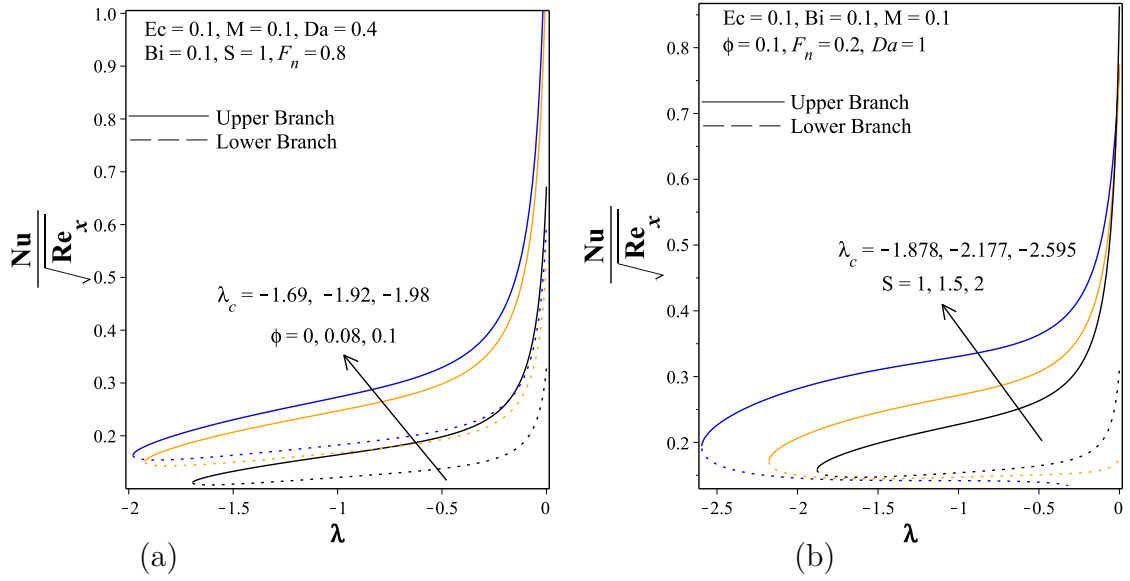 Ec = 0.1, M = 0.1, Da = 0.4
Bi = 0.1, S = 1, F_n = 0.8
Upper Branch
Lower Branch
λ_c = −1.69, −1.92, −1.98
ϕ = 0, 0.08, 0.1
Nu
√Re_x
1.0
0.9
0.8
0.7
0.6
0.5
0.4
0.3
0.2
−2 −1.5 −1 −0.5 0
λ
(a)
Ec = 0.1, Bi = 0.1, M = 0.1
ϕ = 0.1, F_n = 0.2, Da = 1
Upper Branch
Lower Branch
λ_c = −1.878, −2.177, −2.595
S = 1, 1.5, 2
Nu
√Re_x
0.8
0.7
0.6
0.5
0.4
0.3
0.2
−2.5 −2 −1.5 −1 −0.5 0
λ
(b)